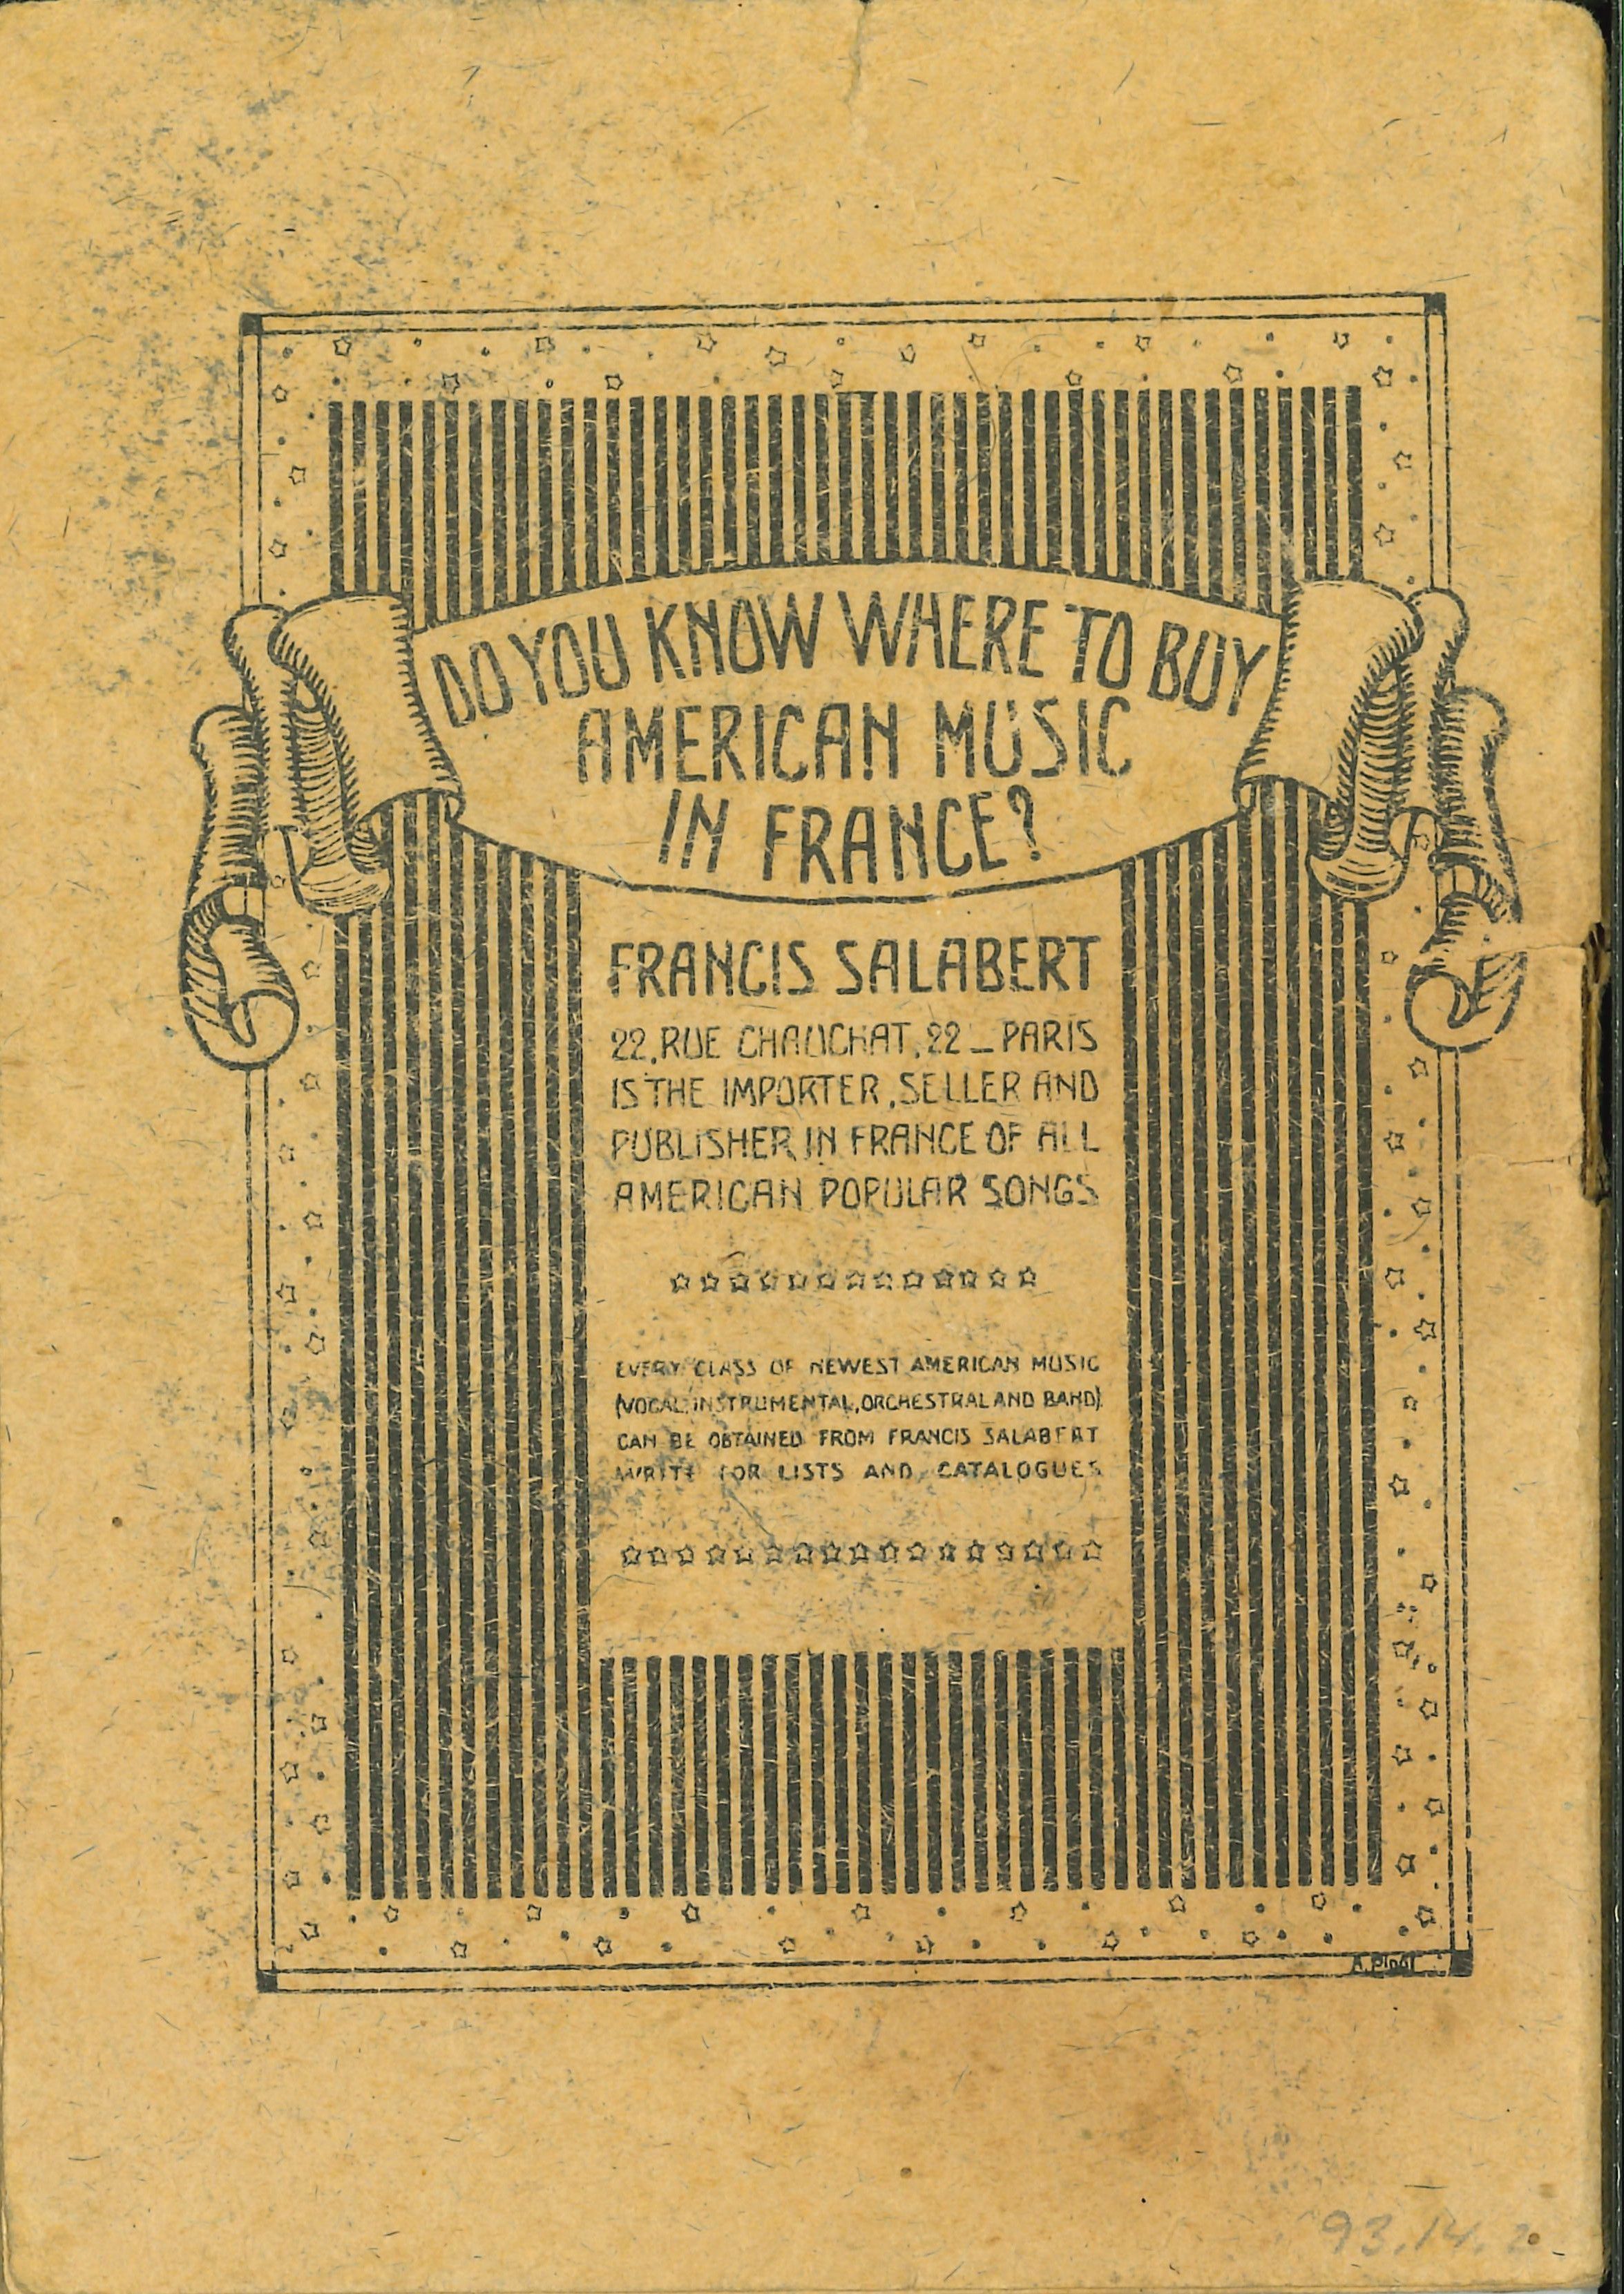 DO YOU KNOW WHERE TO BUY
AMERICAN MUSIC
IN FRANCE?
FRANCIS SALABERT
22, RUE CHAUCHAT, 22 _ PARIS
IS THE IMPORTER, SELLER AND
PUBLISHER IN FRANCE OF ALL
AMERICAN POPULAR SONGS
EVERY CLASS OF NEWEST AMERICAN MUSIC
(VOCAL, INSTRUMENTAL, ORCHESTRAL AND BAND)
CAN BE OBTAINED FROM FRANCIS SALABERT
WRITE FOR LISTS AND CATALOGUES
93.14.2